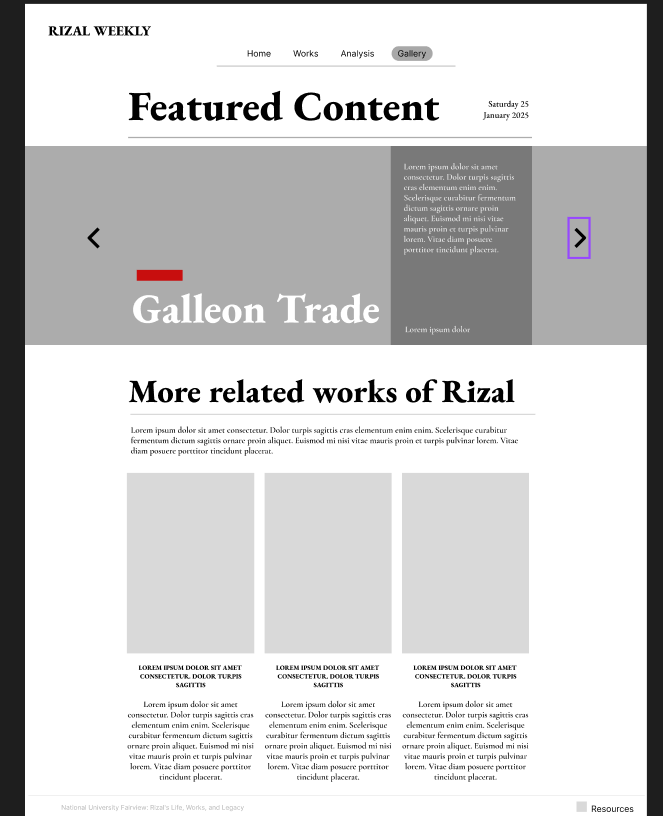 RIZAL WEEKLY
Home Works Analysis Gallery
Featured Content
Saturday 25
January 2025
Lorem ipsum dolor sit amet
consectetur. Dolor turpis sagittis
cras elementum enim enim.
Scelerisque curabitur fermentum
dictum sagittis ornare proin
aliquet. Euismod mi nisi vitae
mauris proin et turpis pulvinar
lorem. Vitae diam posuere
porttitor tincidunt placerat.
Galleon Trade
Lorem ipsum dolor
More related works of Rizal
Lorem ipsum dolor sit amet consectetur. Dolor turpis sagittis cras elementum enim enim. Scelerisque curabitur
fermentum dictum sagittis ornare proin aliquet. Euismod mi nisi vitae mauris proin et turpis pulvinar lorem. Vitae
diam posuere porttitor tincidunt placerat.
LOREM IPSUM DOLOR SIT AMET
CONSECTETUR. DOLOR TURPIS
SAGITTIS
Lorem ipsum dolor sit amet
consectetur. Dolor turpis sagittis cras
elementum enim enim. Scelerisque
curabitur fermentum dictum sagittis
ornare proin aliquet. Euismod mi nisi
vitae mauris proin et turpis pulvinar
lorem. Vitae diam posuere porttitor
tincidunt placerat.
LOREM IPSUM DOLOR SIT AMET
CONSECTETUR. DOLOR TURPIS
SAGITTIS
Lorem ipsum dolor sit amet
consectetur. Dolor turpis sagittis cras
elementum enim enim. Scelerisque
curabitur fermentum dictum sagittis
ornare proin aliquet. Euismod mi nisi
vitae mauris proin et turpis pulvinar
lorem. Vitae diam posuere porttitor
tincidunt placerat.
LOREM IPSUM DOLOR SIT AMET
CONSECTETUR. DOLOR TURPIS
SAGITTIS
Lorem ipsum dolor sit amet
consectetur. Dolor turpis sagittis cras
elementum enim enim. Scelerisque
curabitur fermentum dictum sagittis
ornare proin aliquet. Euismod mi nisi
vitae mauris proin et turpis pulvinar
lorem. Vitae diam posuere porttitor
tincidunt placerat.
National University Fairview: Rizal's Life, Works, and Legacy
Resources